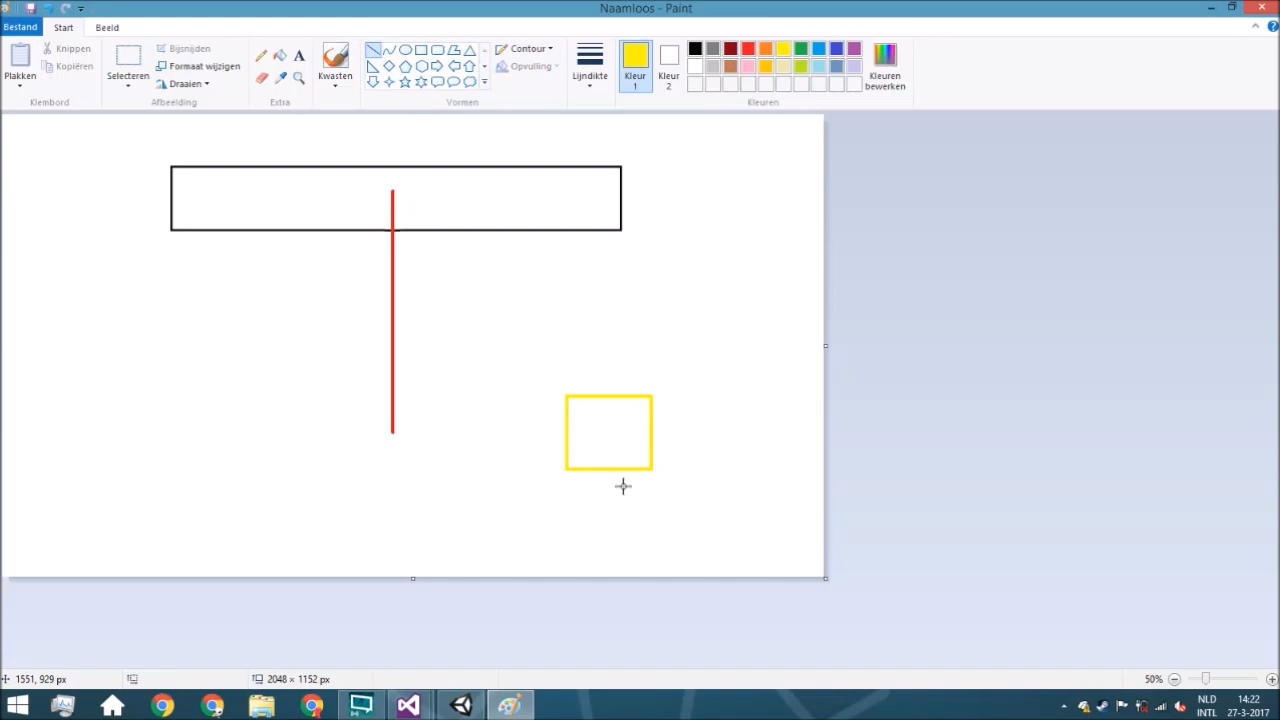 Naamloos - Paint
Bestand Start Beeld
Plakken
Knippen
Kopiëren
Klembord
Selecteren
Bijsnijden
Formaat wijzigen
Draaien
Afbeelding
A
Extra
Kwasten
Contour
Opvulling
Vormen
Lijndikte
Kleur
1
Kleur
2
Kleuren
bewerken
Kleuren
1551, 929 px
2048 × 1152 px
50%
NLD 14:22
INTL 27-3-2017